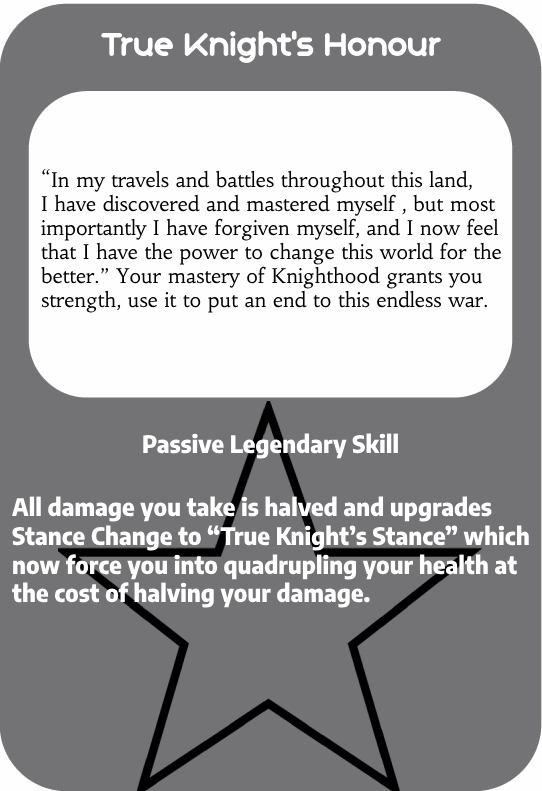 True Knight's Honour
“In my travels and battles throughout this land,
I have discovered and mastered myself , but most
importantly I have forgiven myself, and I now feel
that I have the power to change this world for the
better.” Your mastery of Knighthood grants you
strength, use it to put an end to this endless war.
Passive Legendary Skill
All damage you take is halved and upgrades
Stance Change to “True Knight’s Stance” which
now force you into quadrupling your health at
the cost of halving your damage.